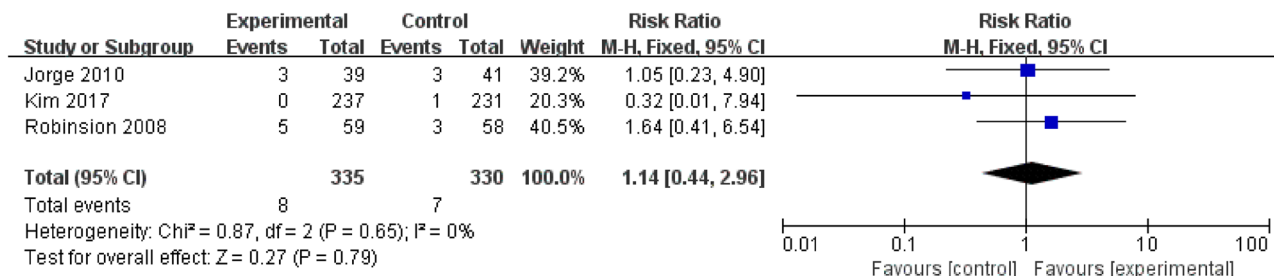 Experimental Control Risk Ratio Risk Ratio
Study or Subgroup Events Total Events Total Weight M-H, Fixed, 95% CI M-H, Fixed, 95% CI
Jorge 2010 3 39 3 41 39.2% 1.05 [0.23, 4.90]
Kim 2017 0 237 1 231 20.3% 0.32 [0.01, 7.94]
Robinsion 2008 5 59 3 58 40.5% 1.64 [0.41, 6.54]
Total (95% CI) 335 330 100.0% 1.14 [0.44, 2.96]
Total events 8 7
Heterogeneity: Chi² = 0.87, df = 2 (P = 0.65); I² = 0%
Test for overall effect: Z = 0.27 (P = 0.79)
0.01 0.1 1 10 100
Favours [control] Favours [experimental]